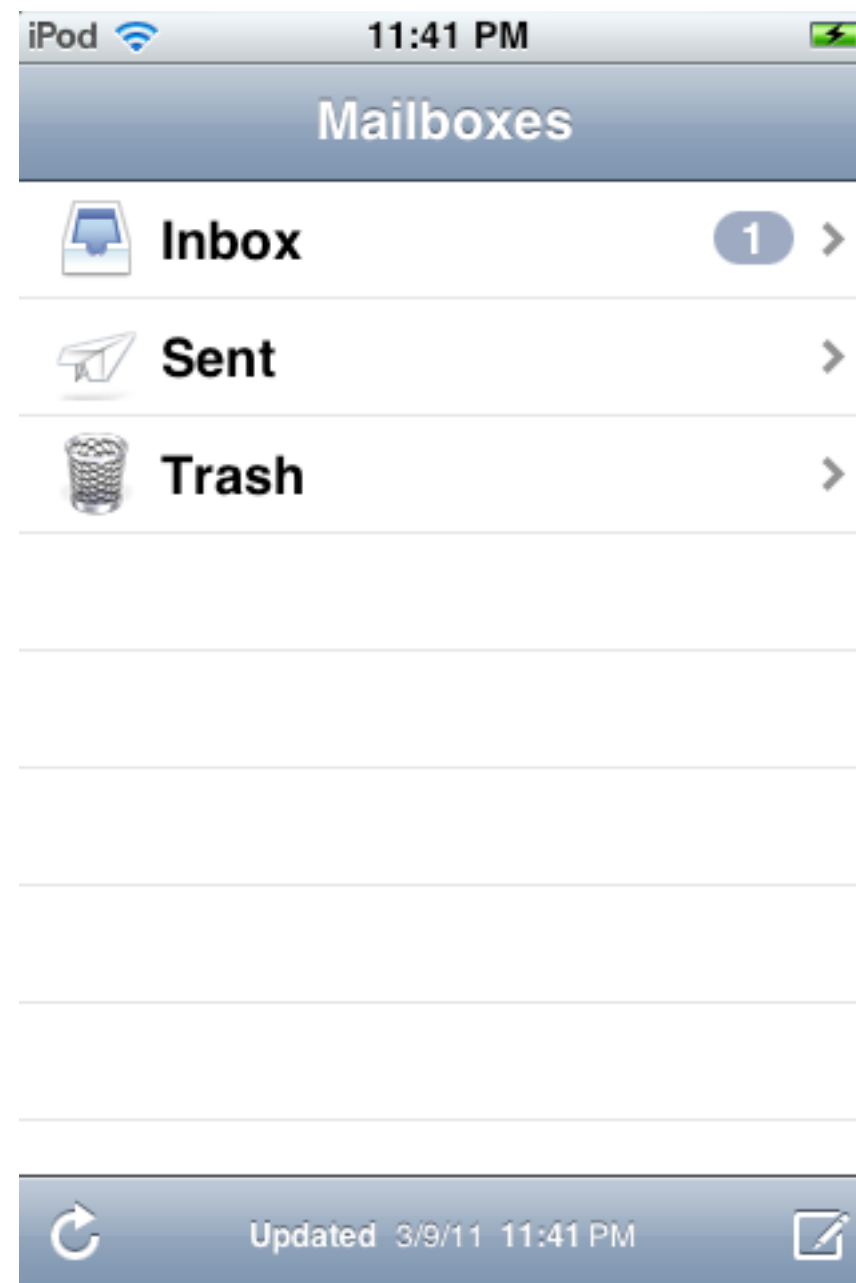 iPod 11:41 PM
Mailboxes
Inbox 1
Sent
Trash
Updated 3/9/11 11:41 PM